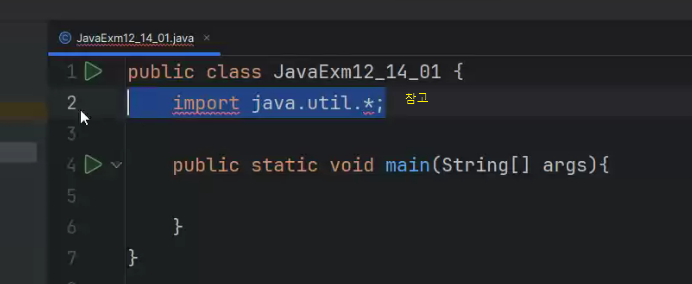 JavaExm12_14_01.java
1 public class JavaExm12_14_01 {
2 import java.util.*; 참고
3
4 public static void main(String[] args){
5
6 }
7 }